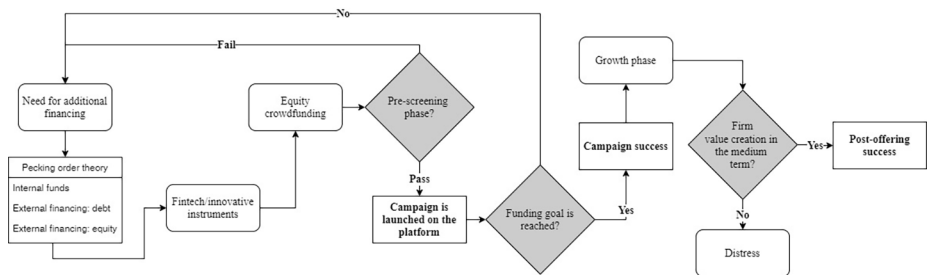 No
Fail
Need for additional
financing
Pecking order theory
Internal funds
External financing: debt
External financing: equity
Fintech/innovative
instruments
Equity
crowdfunding
Pre-screening
phase?
Pass
Campaign is
launched on the
platform
Funding goal is
reached?
Yes
Campaign success
Growth phase
Firm
value creation in
the medium
term?
Yes
Post-offering
success
No
Distress